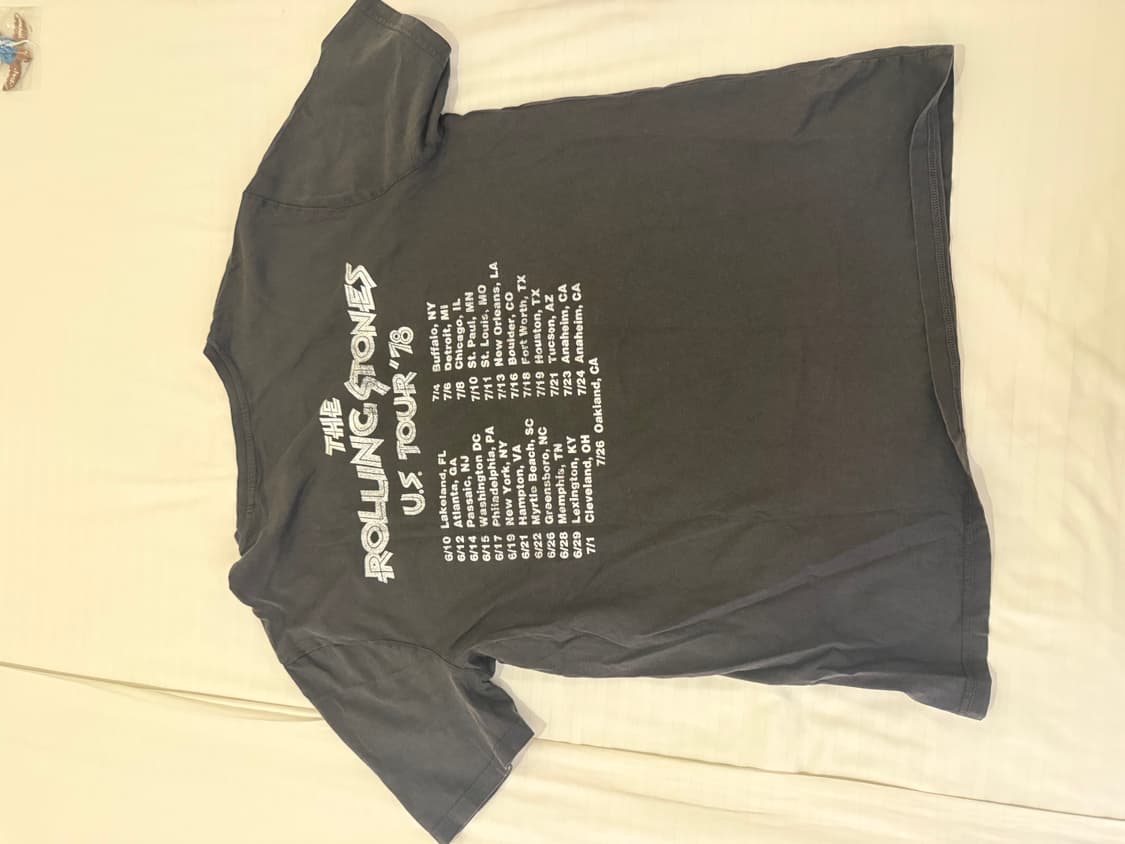 THE
ROLLING STONES
U.S. TOUR '78
6/10 Lakeland, FL
6/12 Atlanta, GA
6/14 Passaic, NJ
6/15 Washington DC
6/17 Philadelphia, PA
6/19 New York, NY
6/21 Hampton, VA
6/22 Myrtle Beach, SC
6/26 Greensboro, NC
6/28 Memphis, TN
6/29 Lexington, KY
7/1 Cleveland, OH
7/4 Buffalo, NY
7/6 Detroit, MI
7/8 Chicago, IL
7/10 St. Paul, MN
7/11 St. Louis, MO
7/13 New Orleans, LA
7/16 Boulder, CO
7/18 Fort Worth, TX
7/19 Houston, TX
7/21 Tucson, AZ
7/23 Anaheim, CA
7/24 Anaheim, CA
7/26 Oakland, CA